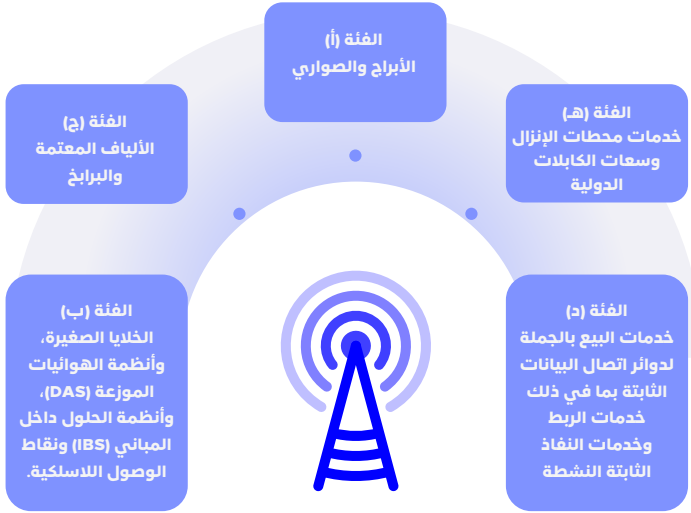 الفئة (أ)
الأبراج والصواري
الفئة (هـ)
خدمات محطات الإنزال
وسعات الكابلات
الدولية
الفئة (ج)
الألياف المعتمة
والبرابخ
الفئة (د)
خدمات البيع بالجملة
لدوائر اتصال البيانات
الثابتة بما في ذلك
خدمات الربط
وخدمات النفاذ
الثابتة النشطة
الفئة (ب)
الخلايا الصغيرة،
وأنظمة الهوائيات
الموزعة (DAS)،
وأنظمة الحلول داخل
المباني (IBS) ونقاط
الوصول اللاسلكية.